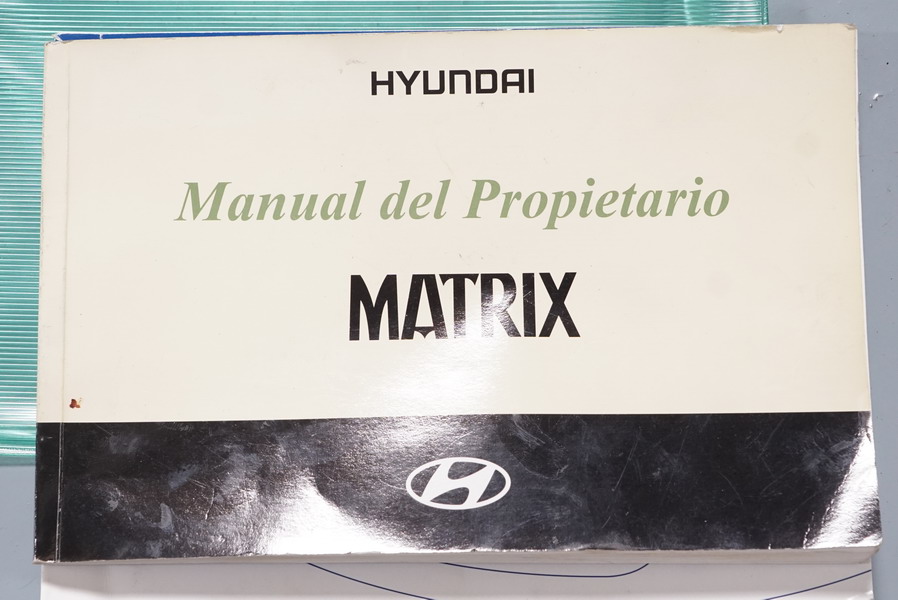 HYUNDAI
Manual del Propietario
MATRIX